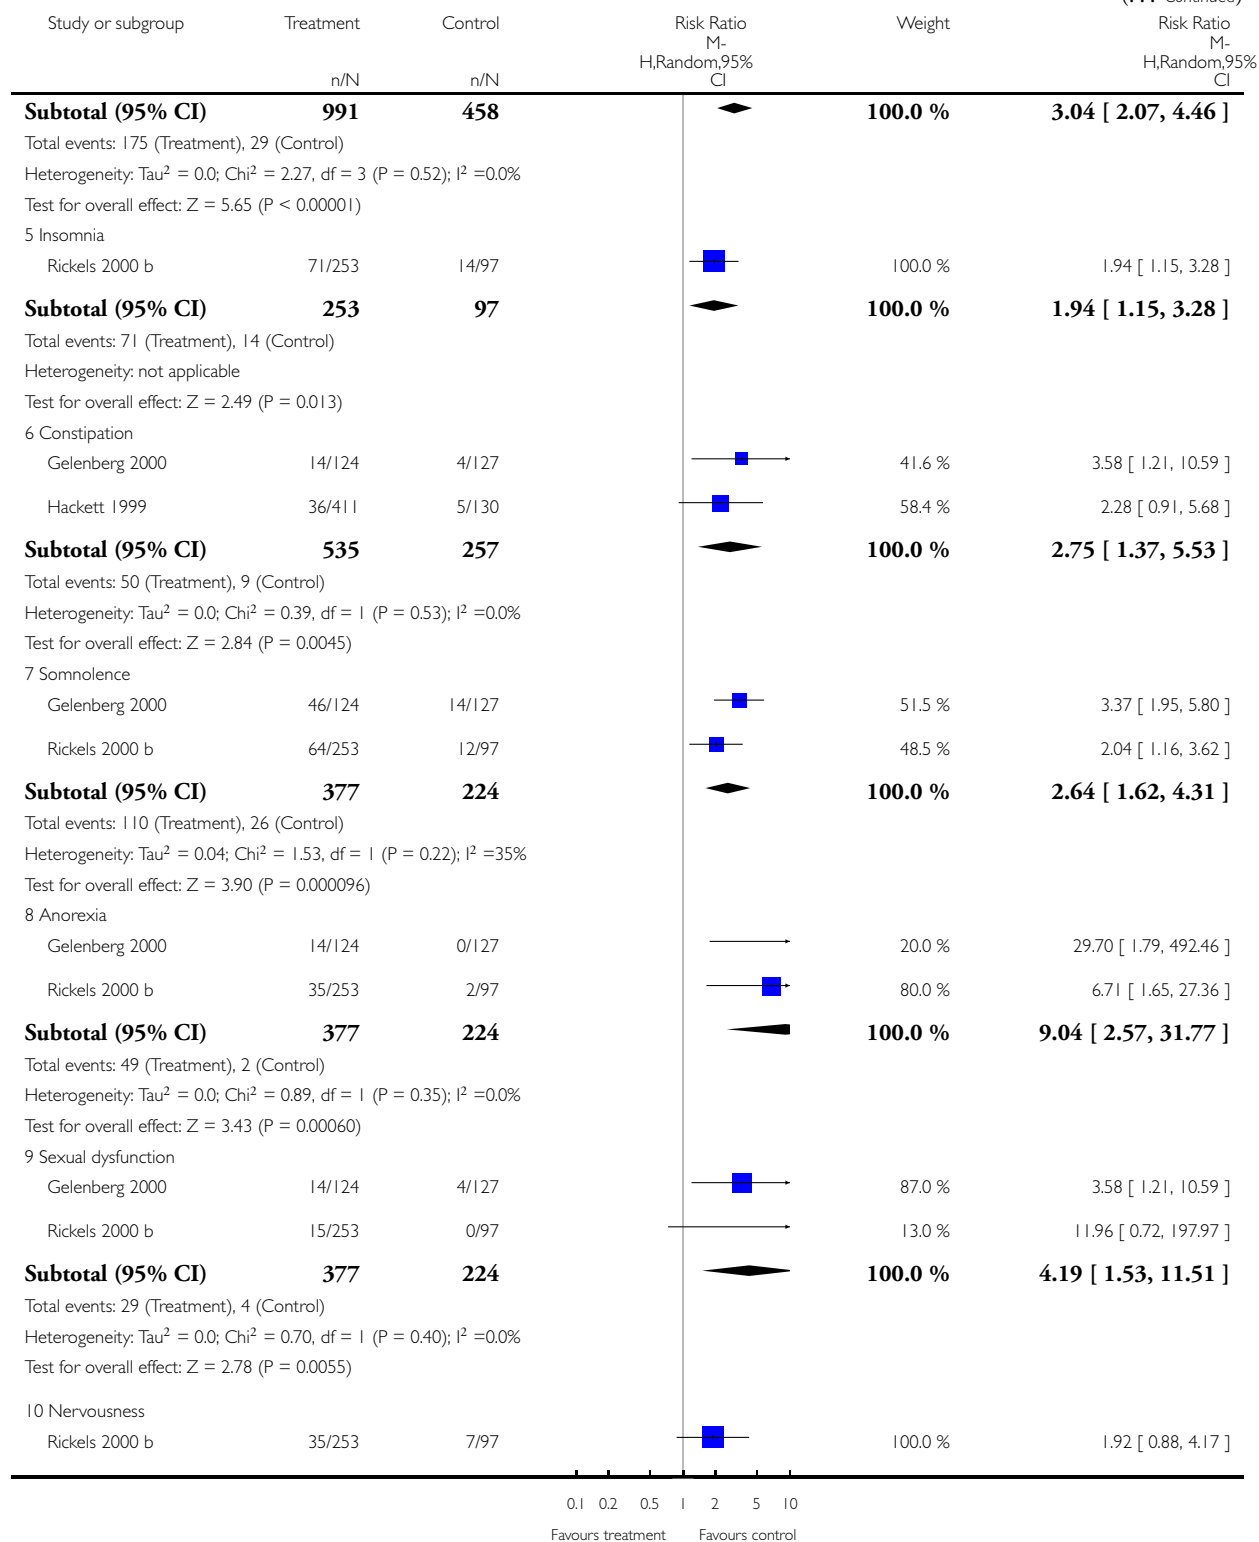 (... Continued)
Study or subgroup Treatment Control Risk Ratio Weight Risk Ratio
M- M-
H,Random,95% H,Random,95%
n/N n/N CI CI
Subtotal (95% CI) 991 458 100.0 % 3.04 [ 2.07, 4.46 ]
Total events: 175 (Treatment), 29 (Control)
Heterogeneity: Tau² = 0.0; Chi² = 2.27, df = 3 (P = 0.52); I² =0.0%
Test for overall effect: Z = 5.65 (P < 0.00001)
5 Insomnia
Rickels 2000 b 71/253 14/97 100.0 % 1.94 [ 1.15, 3.28 ]
Subtotal (95% CI) 253 97 100.0 % 1.94 [ 1.15, 3.28 ]
Total events: 71 (Treatment), 14 (Control)
Heterogeneity: not applicable
Test for overall effect: Z = 2.49 (P = 0.013)
6 Constipation
Gelenberg 2000 14/124 4/127 41.6 % 3.58 [ 1.21, 10.59 ]
Hackett 1999 36/411 5/130 58.4 % 2.28 [ 0.91, 5.68 ]
Subtotal (95% CI) 535 257 100.0 % 2.75 [ 1.37, 5.53 ]
Total events: 50 (Treatment), 9 (Control)
Heterogeneity: Tau² = 0.0; Chi² = 0.39, df = 1 (P = 0.53); I² =0.0%
Test for overall effect: Z = 2.84 (P = 0.0045)
7 Somnolence
Gelenberg 2000 46/124 14/127 51.5 % 3.37 [ 1.95, 5.80 ]
Rickels 2000 b 64/253 12/97 48.5 % 2.04 [ 1.16, 3.62 ]
Subtotal (95% CI) 377 224 100.0 % 2.64 [ 1.62, 4.31 ]
Total events: 110 (Treatment), 26 (Control)
Heterogeneity: Tau² = 0.04; Chi² = 1.53, df = 1 (P = 0.22); I² =35%
Test for overall effect: Z = 3.90 (P = 0.000096)
8 Anorexia
Gelenberg 2000 14/124 0/127 20.0 % 29.70 [ 1.79, 492.46 ]
Rickels 2000 b 35/253 2/97 80.0 % 6.71 [ 1.65, 27.36 ]
Subtotal (95% CI) 377 224 100.0 % 9.04 [ 2.57, 31.77 ]
Total events: 49 (Treatment), 2 (Control)
Heterogeneity: Tau² = 0.0; Chi² = 0.89, df = 1 (P = 0.35); I² =0.0%
Test for overall effect: Z = 3.43 (P = 0.00060)
9 Sexual dysfunction
Gelenberg 2000 14/124 4/127 87.0 % 3.58 [ 1.21, 10.59 ]
Rickels 2000 b 15/253 0/97 13.0 % 11.96 [ 0.72, 197.97 ]
Subtotal (95% CI) 377 224 100.0 % 4.19 [ 1.53, 11.51 ]
Total events: 29 (Treatment), 4 (Control)
Heterogeneity: Tau² = 0.0; Chi² = 0.70, df = 1 (P = 0.40); I² =0.0%
Test for overall effect: Z = 2.78 (P = 0.0055)
10 Nervousness
Rickels 2000 b 35/253 7/97 100.0 % 1.92 [ 0.88, 4.17 ]
0.1 0.2 0.5 1 2 5 10
Favours treatment Favours control